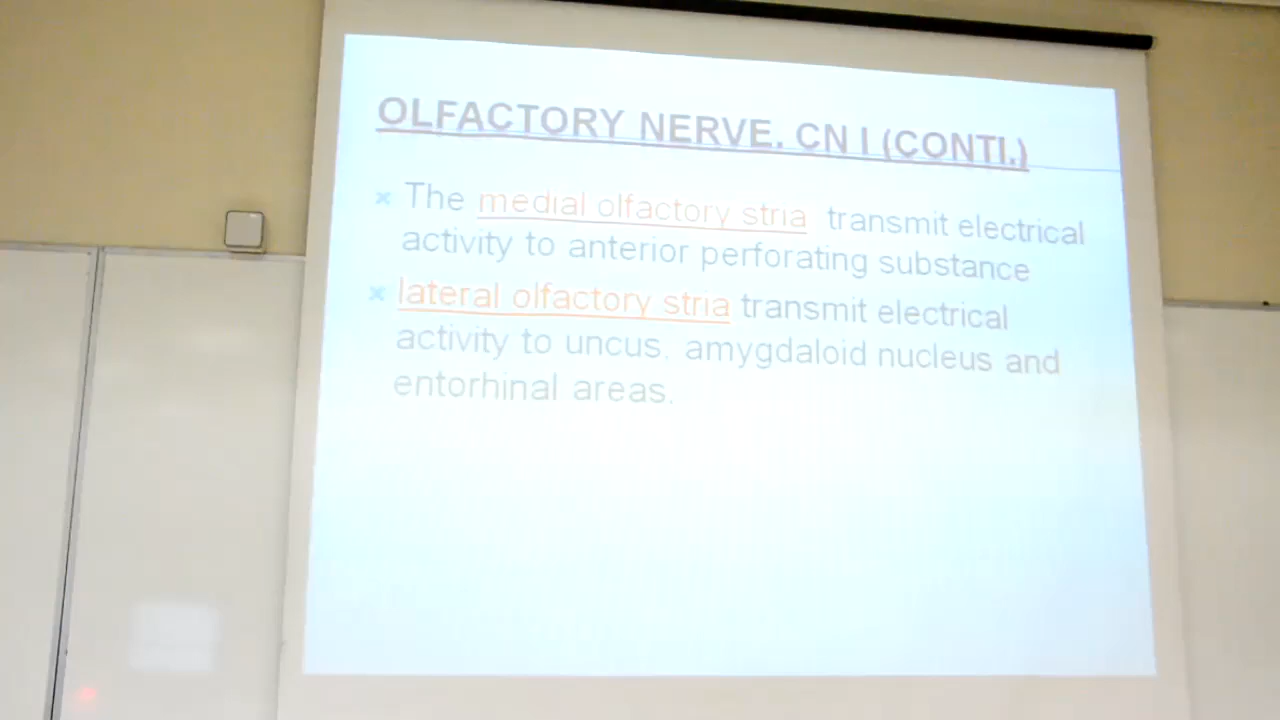 OLFACTORY NERVE. CN I (CONTI.)
The medial olfactory stria transmit electrical
activity to anterior perforating substance
lateral olfactory stria transmit electrical
activity to uncus. amygdaloid nucleus and
entorhinal areas.